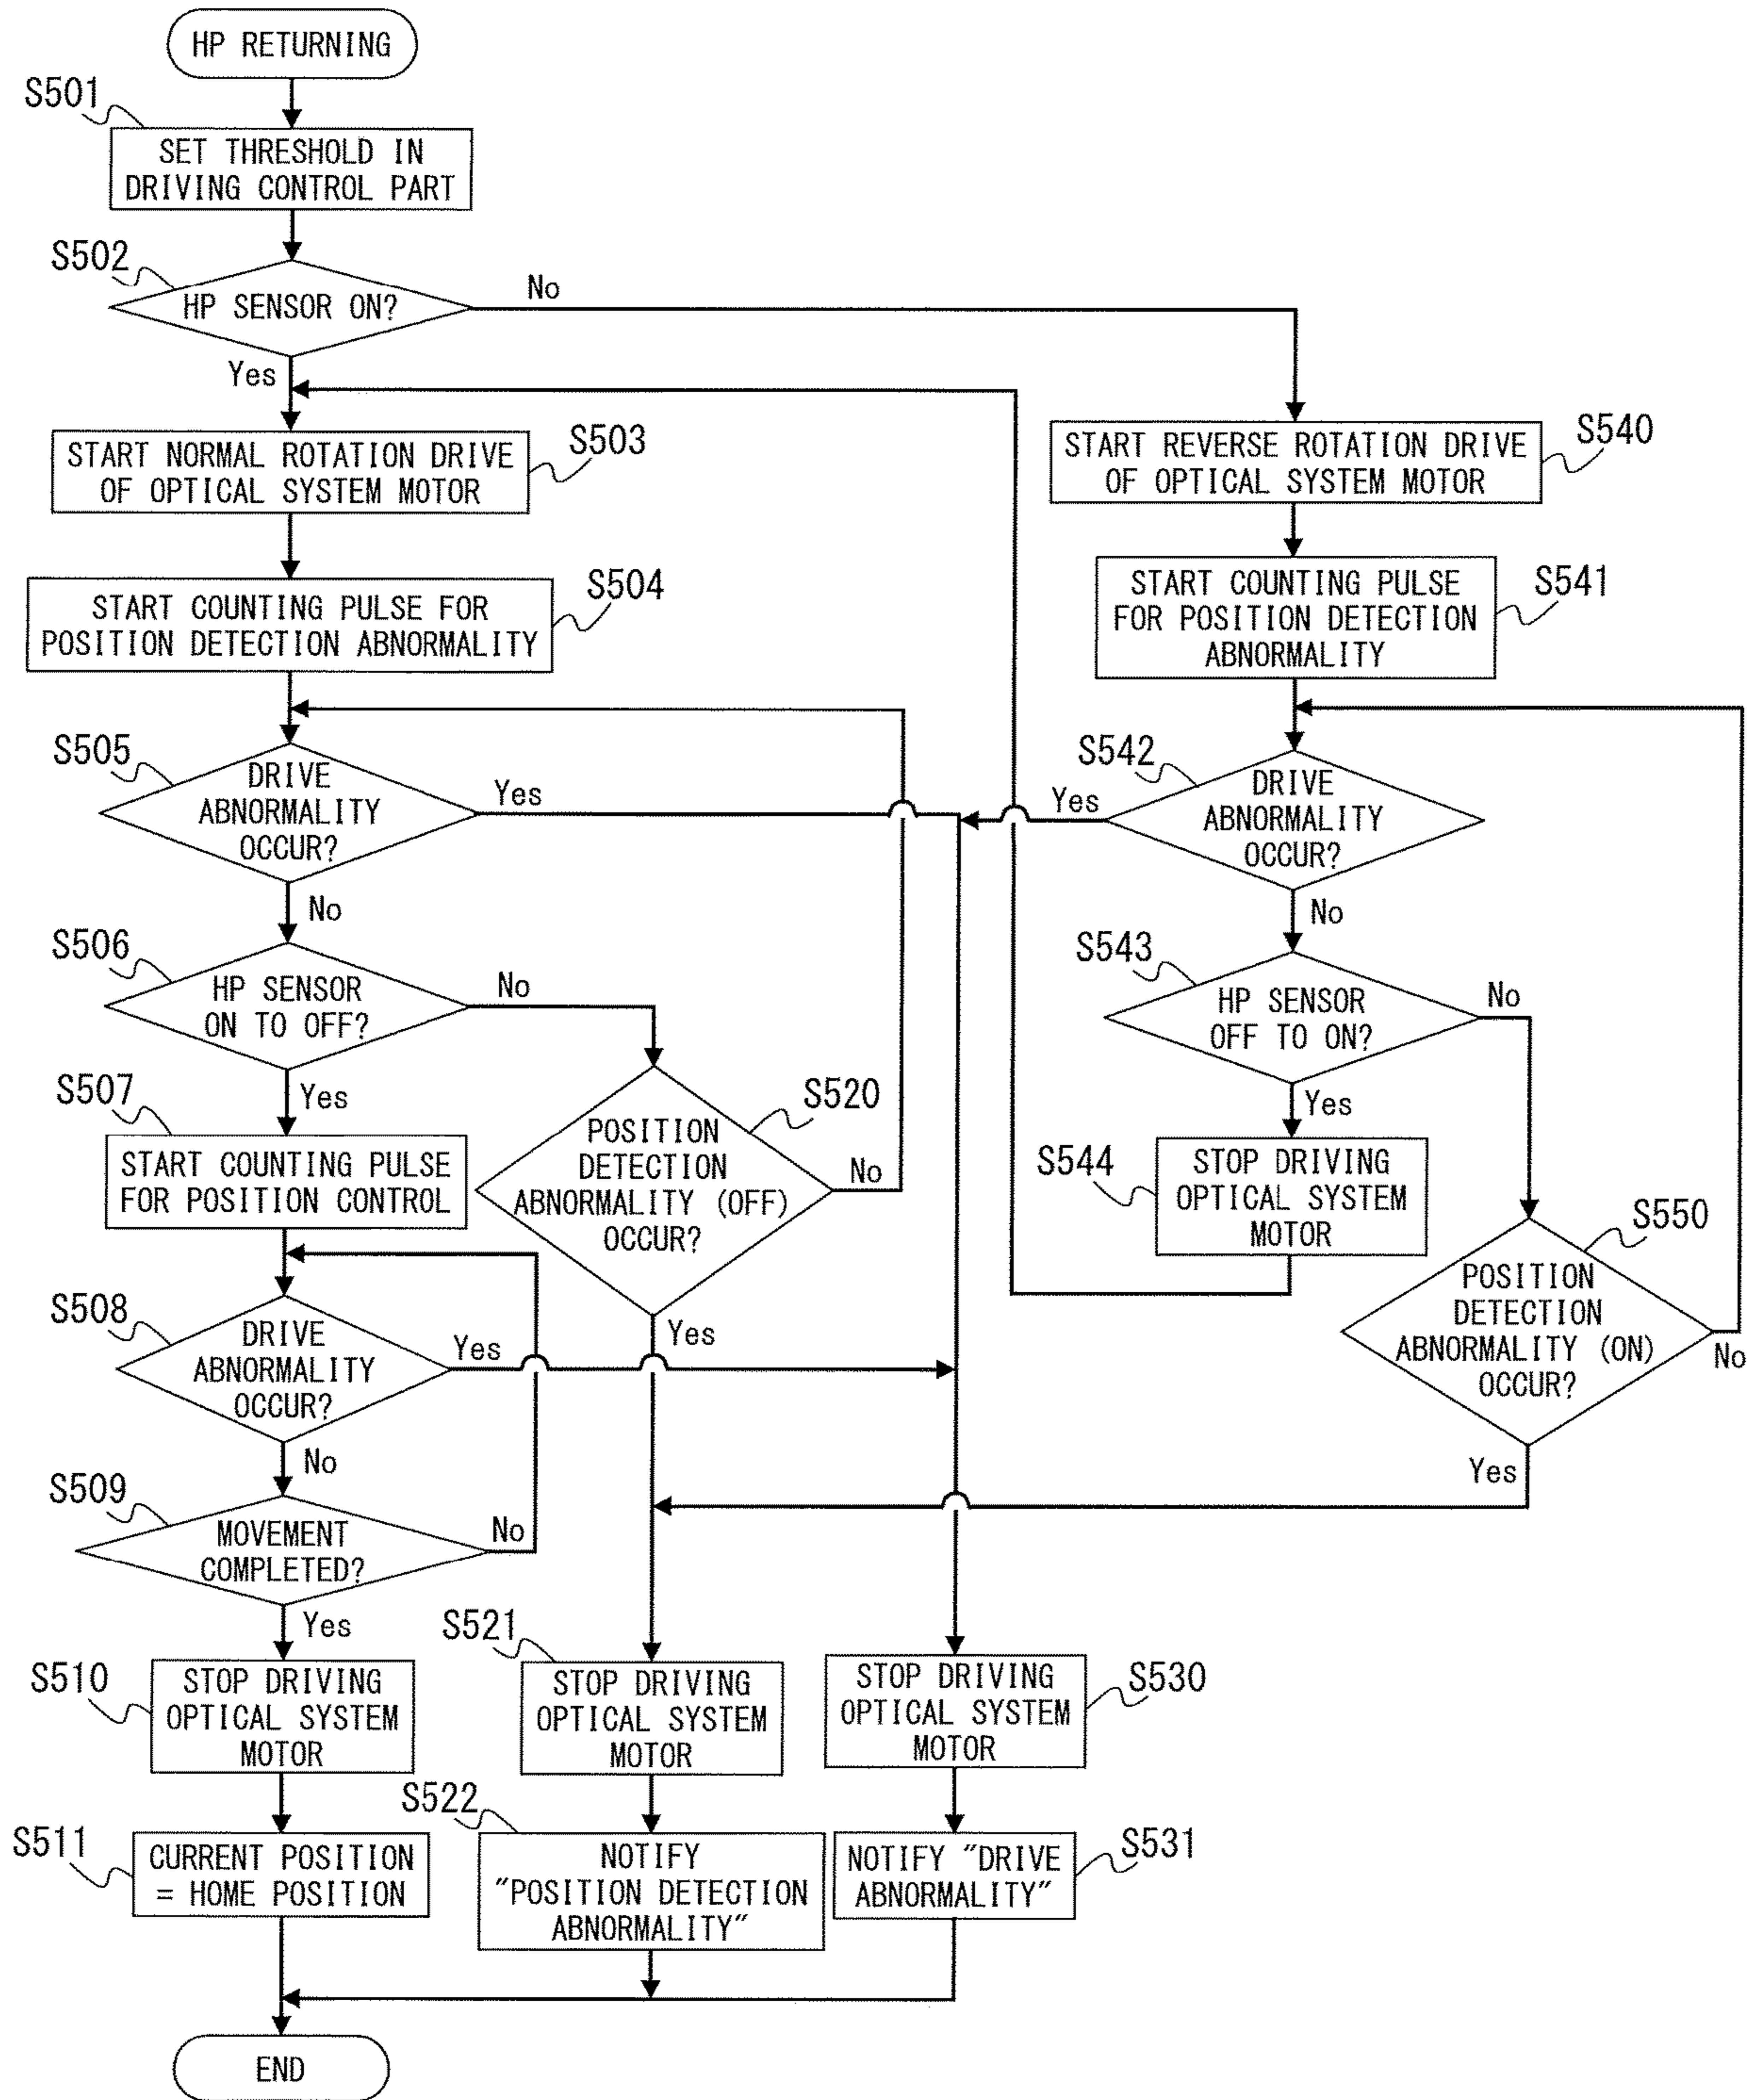 HP RETURNING
S501
SET THRESHOLD IN
DRIVING CONTROL PART
S502
HP SENSOR ON?
No
Yes
START NORMAL ROTATION DRIVE
OF OPTICAL SYSTEM MOTOR
S503
START REVERSE ROTATION DRIVE
OF OPTICAL SYSTEM MOTOR
S540
START COUNTING PULSE FOR
POSITION DETECTION ABNORMALITY
S504
START COUNTING PULSE
FOR POSITION DETECTION
ABNORMALITY
S541
S505
DRIVE
ABNORMALITY
OCCUR?
Yes
No
S542
DRIVE
ABNORMALITY
OCCUR?
Yes
No
S506
HP SENSOR
ON TO OFF?
No
Yes
S543
HP SENSOR
OFF TO ON?
No
Yes
S507
START COUNTING PULSE
FOR POSITION CONTROL
S520
POSITION
DETECTION
ABNORMALITY (OFF)
OCCUR?
No
Yes
S544
STOP DRIVING
OPTICAL SYSTEM
MOTOR
S550
POSITION
DETECTION
ABNORMALITY (ON)
OCCUR?
No
Yes
S508
DRIVE
ABNORMALITY
OCCUR?
Yes
No
S509
MOVEMENT
COMPLETED?
No
Yes
S510
STOP DRIVING
OPTICAL SYSTEM
MOTOR
S521
STOP DRIVING
OPTICAL SYSTEM
MOTOR
STOP DRIVING
OPTICAL SYSTEM
MOTOR
S530
S511
CURRENT POSITION
= HOME POSITION
S522
NOTIFY
"POSITION DETECTION
ABNORMALITY"
NOTIFY "DRIVE
ABNORMALITY"
S531
END